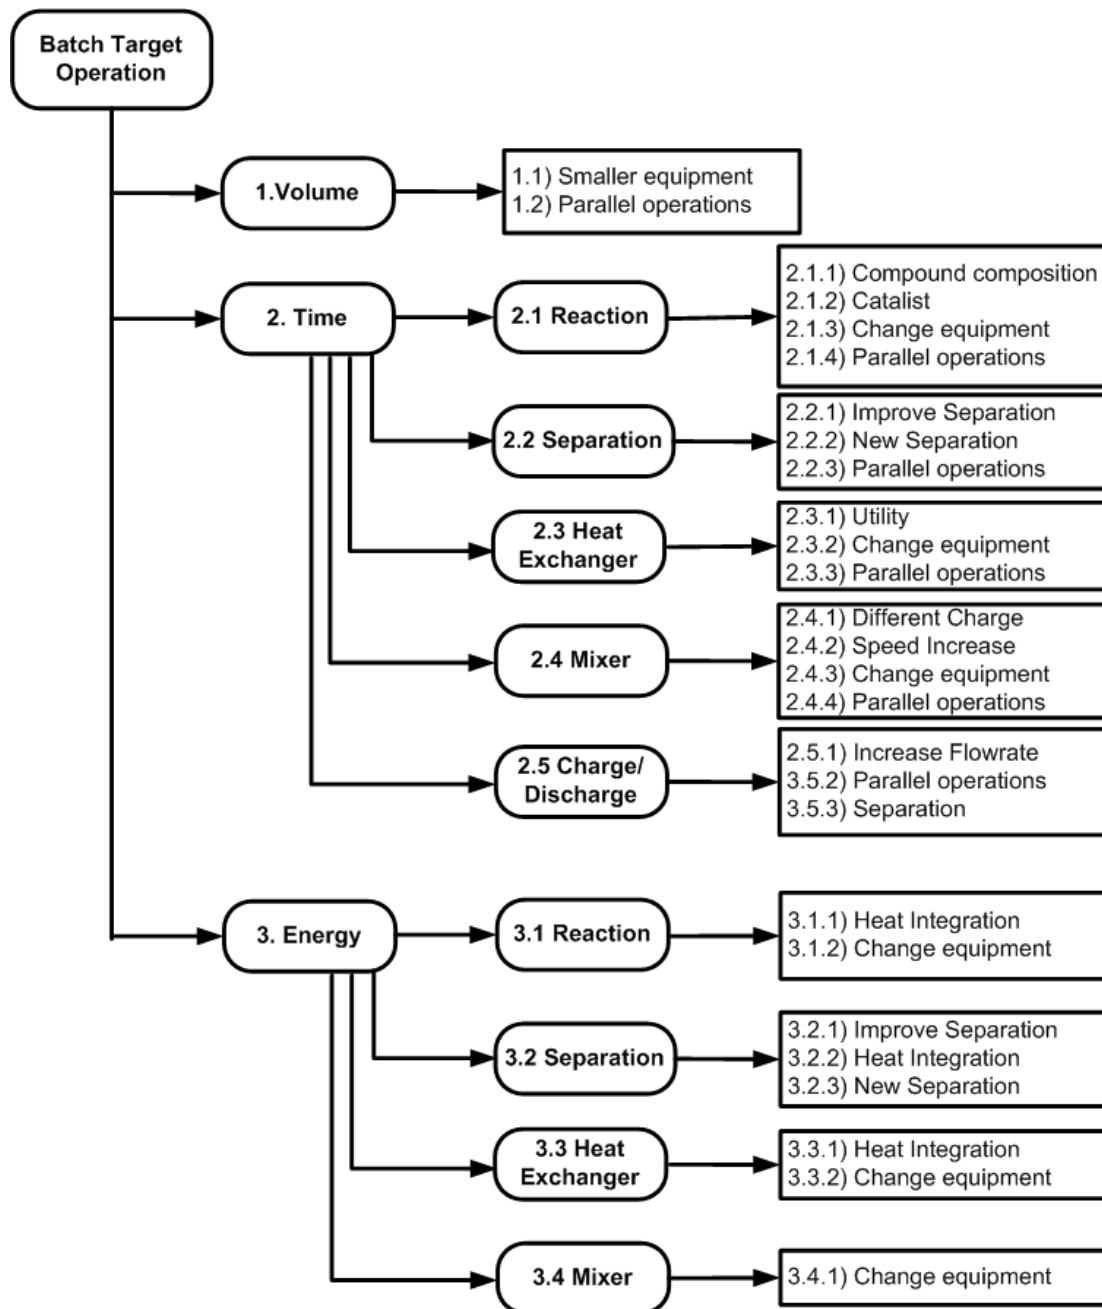 Batch Target
Operation
1.Volume
1.1) Smaller equipment
1.2) Parallel operations
2. Time
2.1 Reaction
2.1.1) Compound composition
2.1.2) Catalist
2.1.3) Change equipment
2.1.4) Parallel operations
2.2 Separation
2.2.1) Improve Separation
2.2.2) New Separation
2.2.3) Parallel operations
2.3 Heat
Exchanger
2.3.1) Utility
2.3.2) Change equipment
2.3.3) Parallel operations
2.4 Mixer
2.4.1) Different Charge
2.4.2) Speed Increase
2.4.3) Change equipment
2.4.4) Parallel operations
2.5 Charge/
Discharge
2.5.1) Increase Flowrate
3.5.2) Parallel operations
3.5.3) Separation
3. Energy
3.1 Reaction
3.1.1) Heat Integration
3.1.2) Change equipment
3.2 Separation
3.2.1) Improve Separation
3.2.2) Heat Integration
3.2.3) New Separation
3.3 Heat
Exchanger
3.3.1) Heat Integration
3.3.2) Change equipment
3.4 Mixer
3.4.1) Change equipment